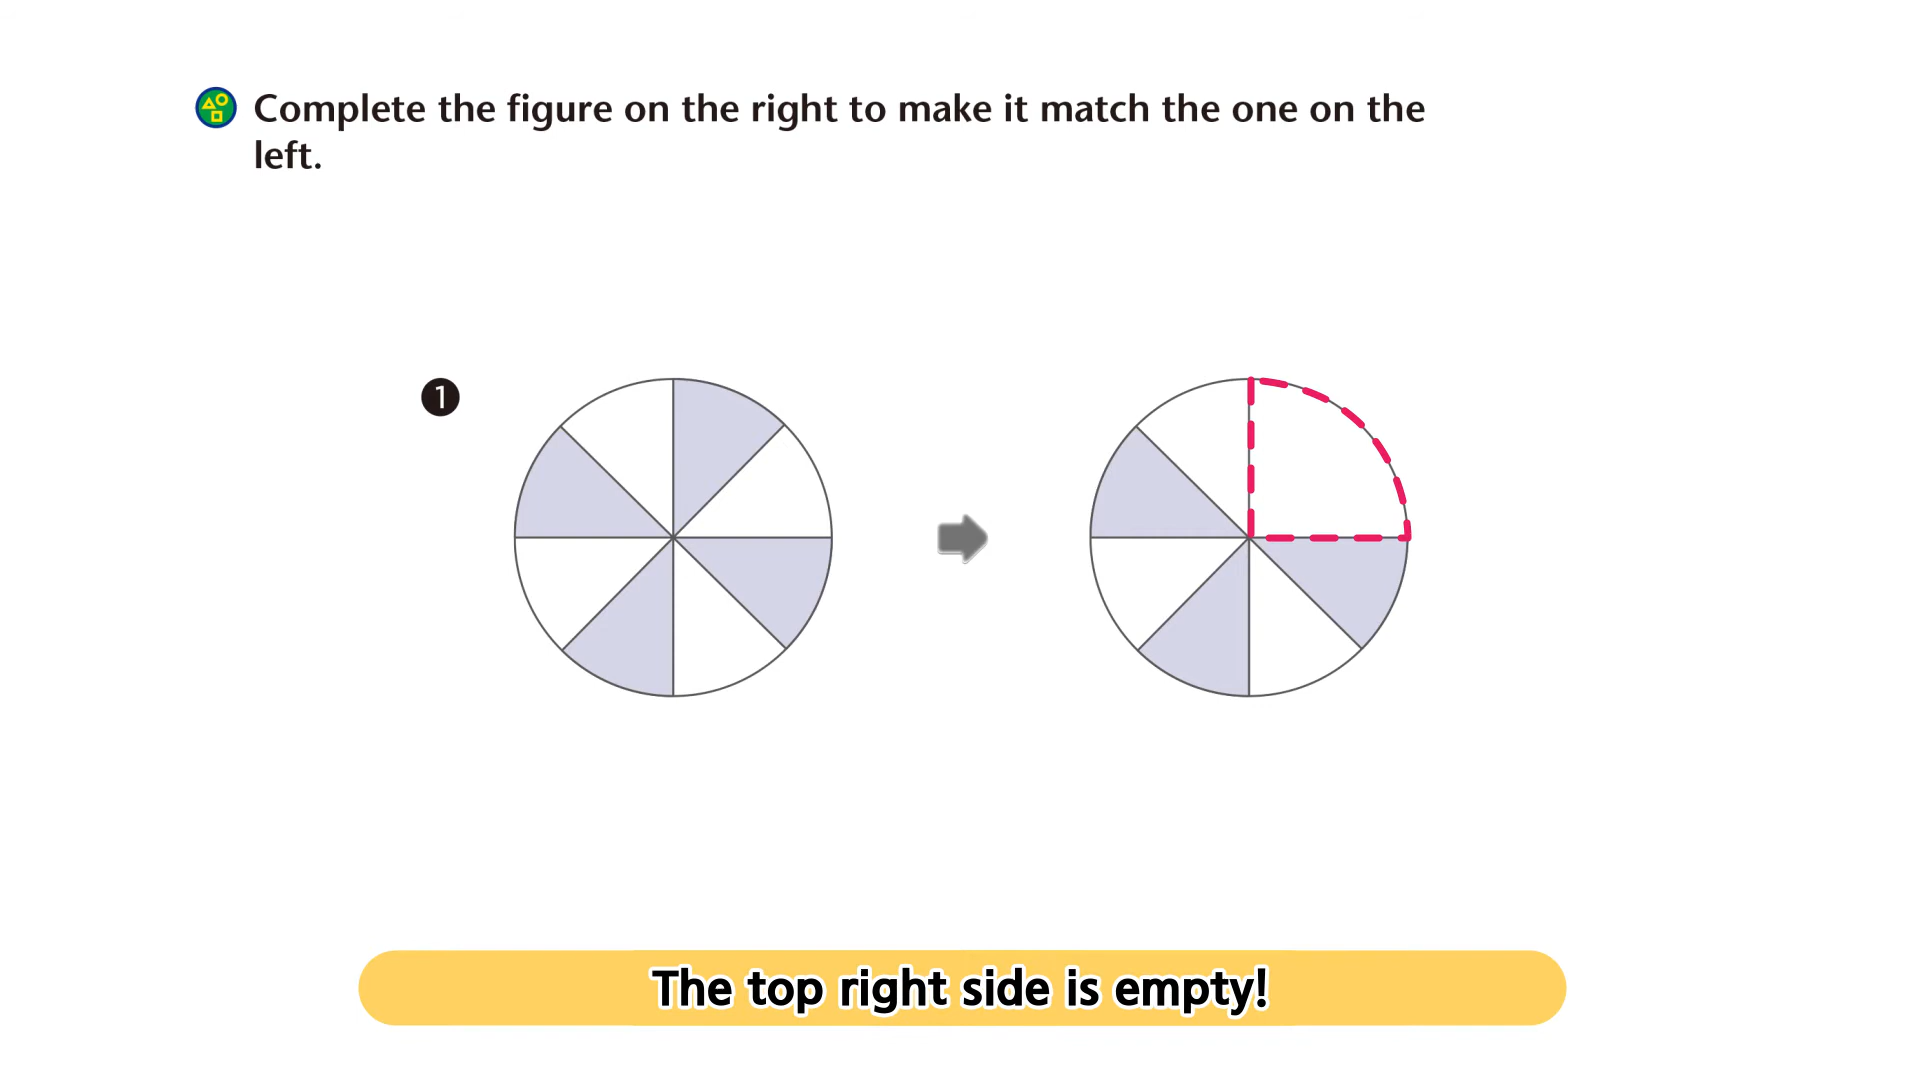 Complete the figure on the right to make it match the one on the
left.
1
The top right side is empty!